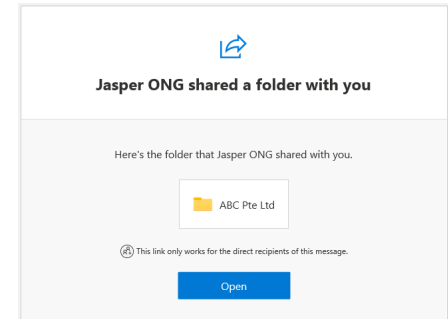 Jasper ONG shared a folder with you
Here's the folder that Jasper ONG shared with you.
ABC Pte Ltd
This link only works for the direct recipients of this message.
Open